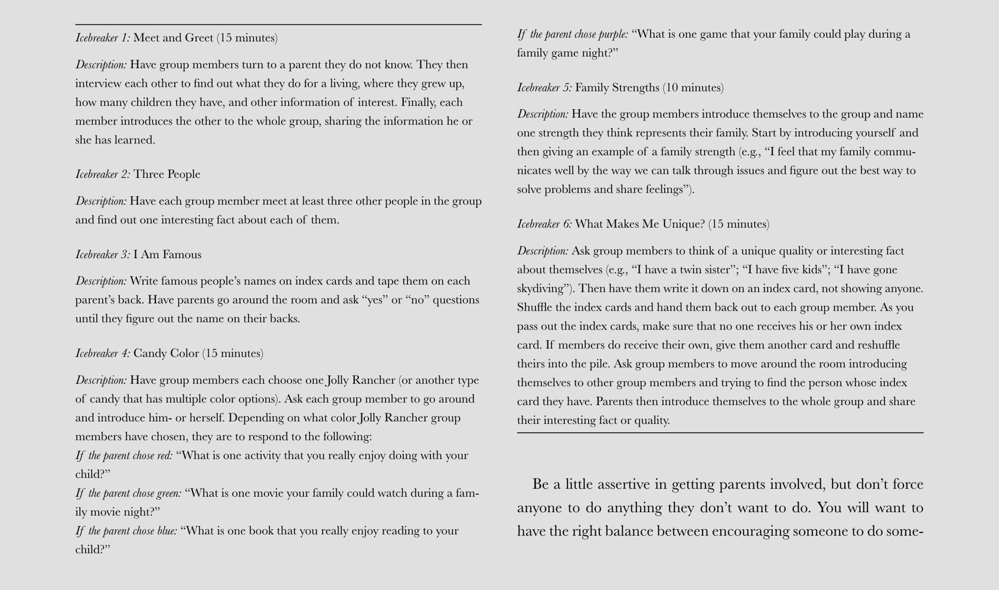 Icebreaker 1: Meet and Greet (15 minutes)
Description: Have group members turn to a parent they do not know. They then
interview each other to find out what they do for a living, where they grew up,
how many children they have, and other information of interest. Finally, each
member introduces the other to the whole group, sharing the information he or
she has learned.
Icebreaker 2: Three People
Description: Have each group member meet at least three other people in the group
and find out one interesting fact about each of them.
Icebreaker 3: I Am Famous
Description: Write famous people’s names on index cards and tape them on each
parent’s back. Have parents go around the room and ask “yes” or “no” questions
until they figure out the name on their backs.
Icebreaker 4: Candy Color (15 minutes)
Description: Have group members each choose one Jolly Rancher (or another type
of candy that has multiple color options). Ask each group member to go around
and introduce him- or herself. Depending on what color Jolly Rancher group
members have chosen, they are to respond to the following:
If the parent chose red: “What is one activity that you really enjoy doing with your
child?”
If the parent chose green: “What is one movie your family could watch during a fam-
ily movie night?”
If the parent chose blue: “What is one book that you really enjoy reading to your
child?”
If the parent chose purple: “What is one game that your family could play during a
family game night?”
Icebreaker 5: Family Strengths (10 minutes)
Description: Have the group members introduce themselves to the group and name
one strength they think represents their family. Start by introducing yourself and
then giving an example of a family strength (e.g., “I feel that my family commu-
nicates well by the way we can talk through issues and figure out the best way to
solve problems and share feelings”).
Icebreaker 6: What Makes Me Unique? (15 minutes)
Description: Ask group members to think of a unique quality or interesting fact
about themselves (e.g., “I have a twin sister”; “I have five kids”; “I have gone
skydiving”). Then have them write it down on an index card, not showing anyone.
Shuffle the index cards and hand them back out to each group member. As you
pass out the index cards, make sure that no one receives his or her own index
card. If members do receive their own, give them another card and reshuffle
theirs into the pile. Ask group members to move around the room introducing
themselves to other group members and trying to find the person whose index
card they have. Parents then introduce themselves to the whole group and share
their interesting fact or quality.
Be a little assertive in getting parents involved, but don’t force
anyone to do anything they don’t want to do. You will want to
have the right balance between encouraging someone to do some-